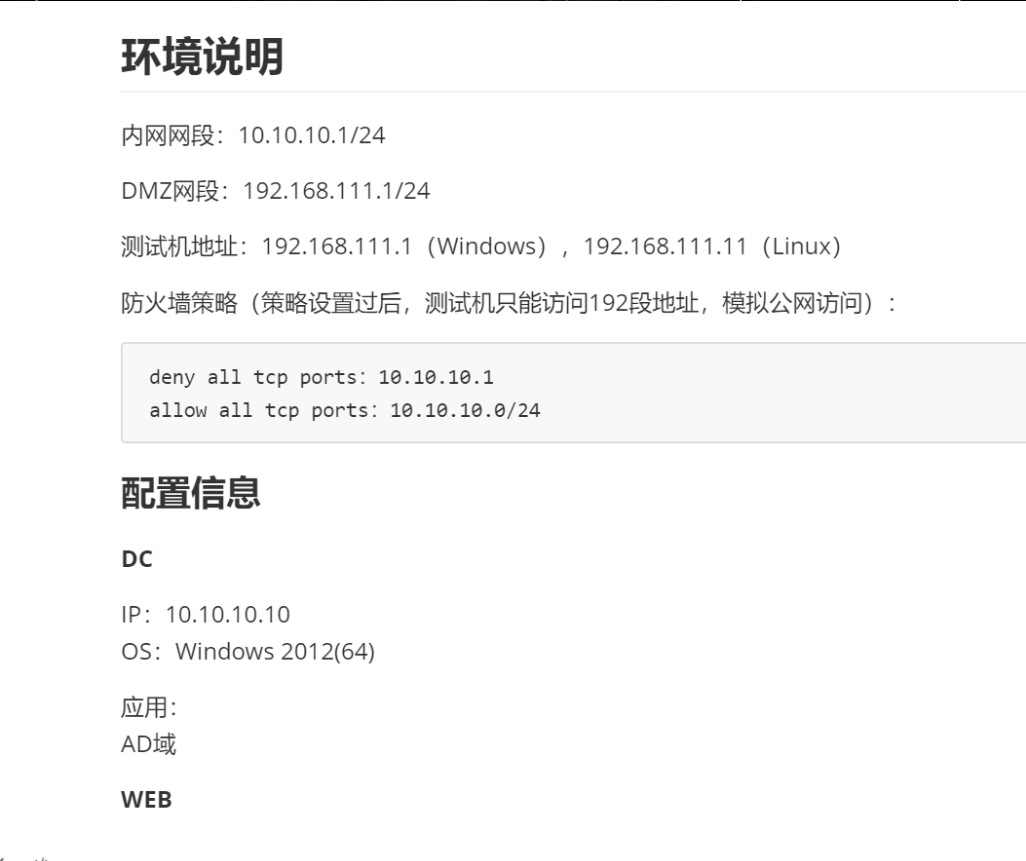 环境说明
内网网段：10.10.10.1/24
DMZ网段：192.168.111.1/24
测试机地址：192.168.111.1（Windows），192.168.111.11（Linux）
防火墙策略（策略设置过后，测试机只能访问192段地址，模拟公网访问）：
deny all tcp ports：10.10.10.1
allow all tcp ports：10.10.10.0/24
配置信息
DC
IP：10.10.10.10
OS：Windows 2012(64)
应用：
AD域
WEB